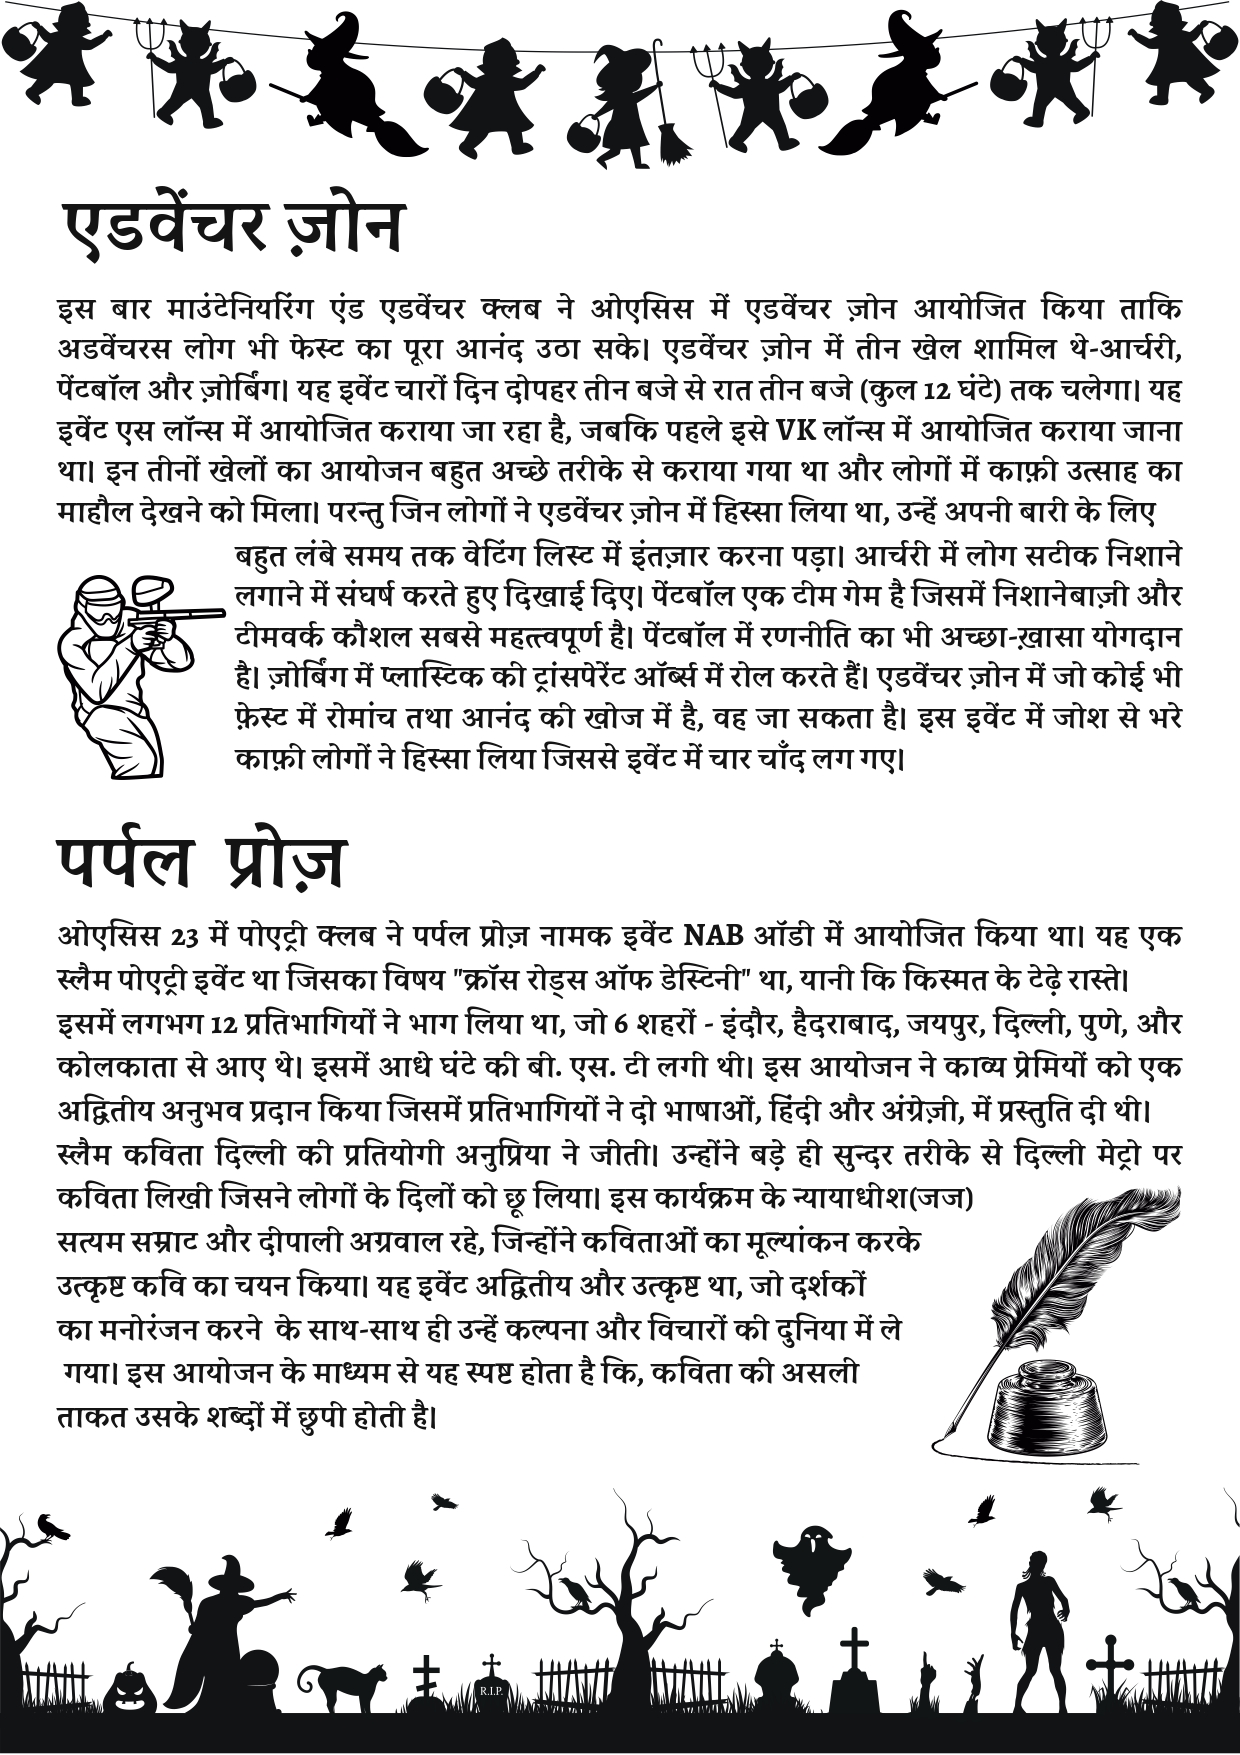 एडवेंचर ज़ोन
इस बार माउंटेनियरिंग एंड एडवेंचर क्लब ने ओएसिस में एडवेंचर ज़ोन आयोजित किया ताकि
अडवेंचरस लोग भी फेस्ट का पूरा आनंद उठा सके। एडवेंचर ज़ोन में तीन खेल शामिल थे-आर्चरी,
पेंटबॉल और ज़ोर्बिंग। यह इवेंट चारों दिन दोपहर तीन बजे से रात तीन बजे (कुल 12 घंटे) तक चलेगा। यह
इवेंट एस लॉन्स में आयोजित कराया जा रहा है, जबकि पहले इसे VK लॉन्स में आयोजित कराया जाना
था। इन तीनों खेलों का आयोजन बहुत अच्छे तरीके से कराया गया था और लोगों में काफ़ी उत्साह का
माहौल देखने को मिला। परन्तु जिन लोगों ने एडवेंचर ज़ोन में हिस्सा लिया था, उन्हें अपनी बारी के लिए
बहुत लंबे समय तक वेटिंग लिस्ट में इंतज़ार करना पड़ा। आर्चरी में लोग सटीक निशाने
लगाने में संघर्ष करते हुए दिखाई दिए। पेंटबॉल एक टीम गेम है जिसमें निशानेबाज़ी और
टीमवर्क कौशल सबसे महत्त्वपूर्ण है। पेंटबॉल में रणनीति का भी अच्छा-ख़ासा योगदान
है। ज़ोर्बिंग में प्लास्टिक की ट्रांसपेरेंट ऑर्ब्स में रोल करते हैं। एडवेंचर ज़ोन में जो कोई भी
फ़ेस्ट में रोमांच तथा आनंद की खोज में है, वह जा सकता है। इस इवेंट में जोश से भरे
काफ़ी लोगों ने हिस्सा लिया जिससे इवेंट में चार चाँद लग गए।
पर्पल प्रोज़
ओएसिस 23 में पोएट्री क्लब ने पर्पल प्रोज़ नामक इवेंट NAB ऑडी में आयोजित किया था। यह एक
स्लैम पोएट्री इवेंट था जिसका विषय "क्रॉस रोड्स ऑफ डेस्टिनी" था, यानी कि किस्मत के टेढ़े रास्ते।
इसमें लगभग 12 प्रतिभागियों ने भाग लिया था, जो 6 शहरों - इंदौर, हैदराबाद, जयपुर, दिल्ली, पुणे, और
कोलकाता से आए थे। इसमें आधे घंटे की बी. एस. टी लगी थी। इस आयोजन ने काव्य प्रेमियों को एक
अद्वितीय अनुभव प्रदान किया जिसमें प्रतिभागियों ने दो भाषाओं, हिंदी और अंग्रेज़ी, में प्रस्तुति दी थी।
स्लैम कविता दिल्ली की प्रतियोगी अनुप्रिया ने जीती। उन्होंने बड़े ही सुन्दर तरीके से दिल्ली मेट्रो पर
कविता लिखी जिसने लोगों के दिलों को छू लिया। इस कार्यक्रम के न्यायाधीश(जज)
सत्यम सम्राट और दीपाली अग्रवाल रहे, जिन्होंने कविताओं का मूल्यांकन करके
उत्कृष्ट कवि का चयन किया। यह इवेंट अद्वितीय और उत्कृष्ट था, जो दर्शकों
का मनोरंजन करने के साथ-साथ ही उन्हें कल्पना और विचारों की दुनिया में ले
गया। इस आयोजन के माध्यम से यह स्पष्ट होता है कि, कविता की असली
ताकत उसके शब्दों में छुपी होती है।
R.I.P.